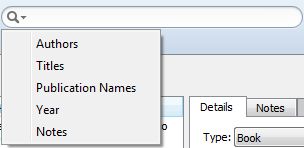 Authors
Titles
Publication Names
Year
Notes
Details
Notes
Type: Book